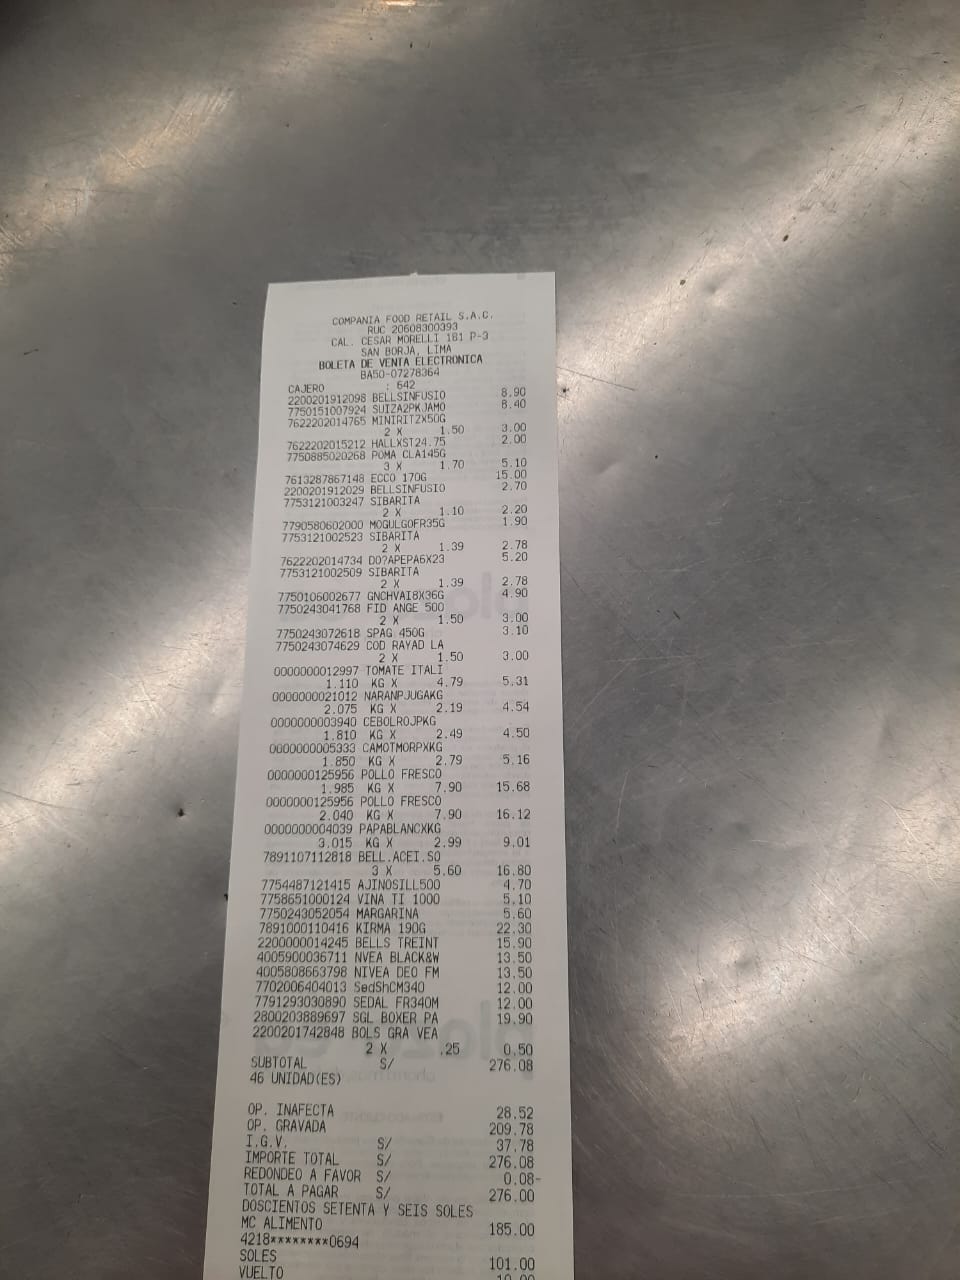 COMPANIA FOOD RETAIL S.A.C.
RUC 20608300393
CAL. CESAR MORELLI 181 P-3
SAN BORJA, LIMA
BOLETA DE VENTA ELECTRONICA
BA50-07278364
CAJERO : 642
2200201912098 BELLSINFUSIO 8.90
7750151007924 SUIZA2PKJAMO 8.40
7622202014765 MINIRITZX50G
2 X 1.50 3.00
7622202015212 HALLXST24.75 2.00
7750885020268 POMA CLA145G
3 X 1.70 5.10
7613287867148 ECCO 170G 15.00
2200201912029 BELLSINFUSIO 2.70
7753121003247 SIBARITA
2 X 1.10 2.20
7790580602000 MOGULGOFR35G 1.90
7753121002523 SIBARITA
2 X 1.39 2.78
7622202014734 DO?APEPA6X23 5.20
7753121002509 SIBARITA
2 X 1.39 2.78
7750106002677 GNCHVAI8X36G 4.90
7750243041768 FID ANGE 500
2 X 1.50 3.00
7750243072618 SPAG 450G 3.10
7750243074629 COD RAYAD LA
2 X 1.50 3.00
0000000012997 TOMATE ITALI
1.110 KG X 4.79 5.31
0000000021012 NARANPJUGAKG
2.075 KG X 2.19 4.54
0000000003940 CEBOLROJPKG
1.810 KG X 2.49 4.50
0000000005333 CAMOTMORPXKG
1.850 KG X 2.79 5.16
0000000125956 POLLO FRESCO
1.985 KG X 7.90 15.68
0000000125956 POLLO FRESCO
2.040 KG X 7.90 16.12
0000000004039 PAPABLANCXKG
3.015 KG X 2.99 9.01
7891107112818 BELL.ACEI.SO
3 X 5.60 16.80
7754487121415 AJINOSILL500 4.70
7758651000124 VINA TI 1000 5.10
7750243052054 MARGARINA 5.60
7891000110416 KIRMA 190G 22.30
2200000014245 BELLS TREINT 15.90
4005900036711 NVEA BLACK&W 13.50
4005808663798 NIVEA DEO FM 13.50
7702006404013 SedShCM340 12.00
7791293030890 SEDAL FR340M 12.00
2800203889697 SGL BOXER PA 19.90
2200201742848 BOLS GRA VEA
2 X .25 0.50
SUBTOTAL S/ 276.08
46 UNIDAD(ES)
OP. INAFECTA 28.52
OP. GRAVADA 209.78
I.G.V. S/ 37.78
IMPORTE TOTAL S/ 276.08
REDONDEO A FAVOR S/ 0.08-
TOTAL A PAGAR S/ 276.00
DOSCIENTOS SETENTA Y SEIS SOLES
MC ALIMENTO 185.00
4218********0694
SOLES 101.00
VUELTO